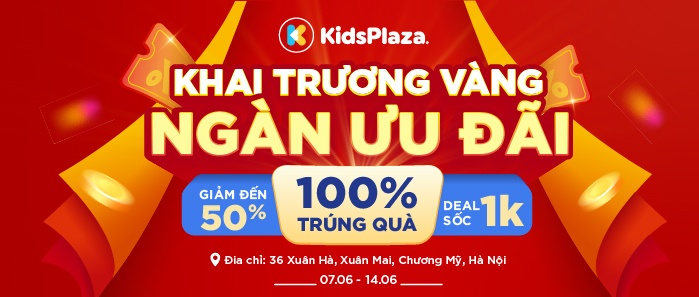 KidsPlaza.
KHAI TRƯƠNG VÀNG
NGÀN ƯU ĐÃI
GIẢM ĐẾN
50%
100%
TRÚNG QUÀ
DEAL
SỐC
1k
Địa chỉ: 36 Xuân Hà, Xuân Mai, Chương Mỹ, Hà Nội
07.06 - 14.06